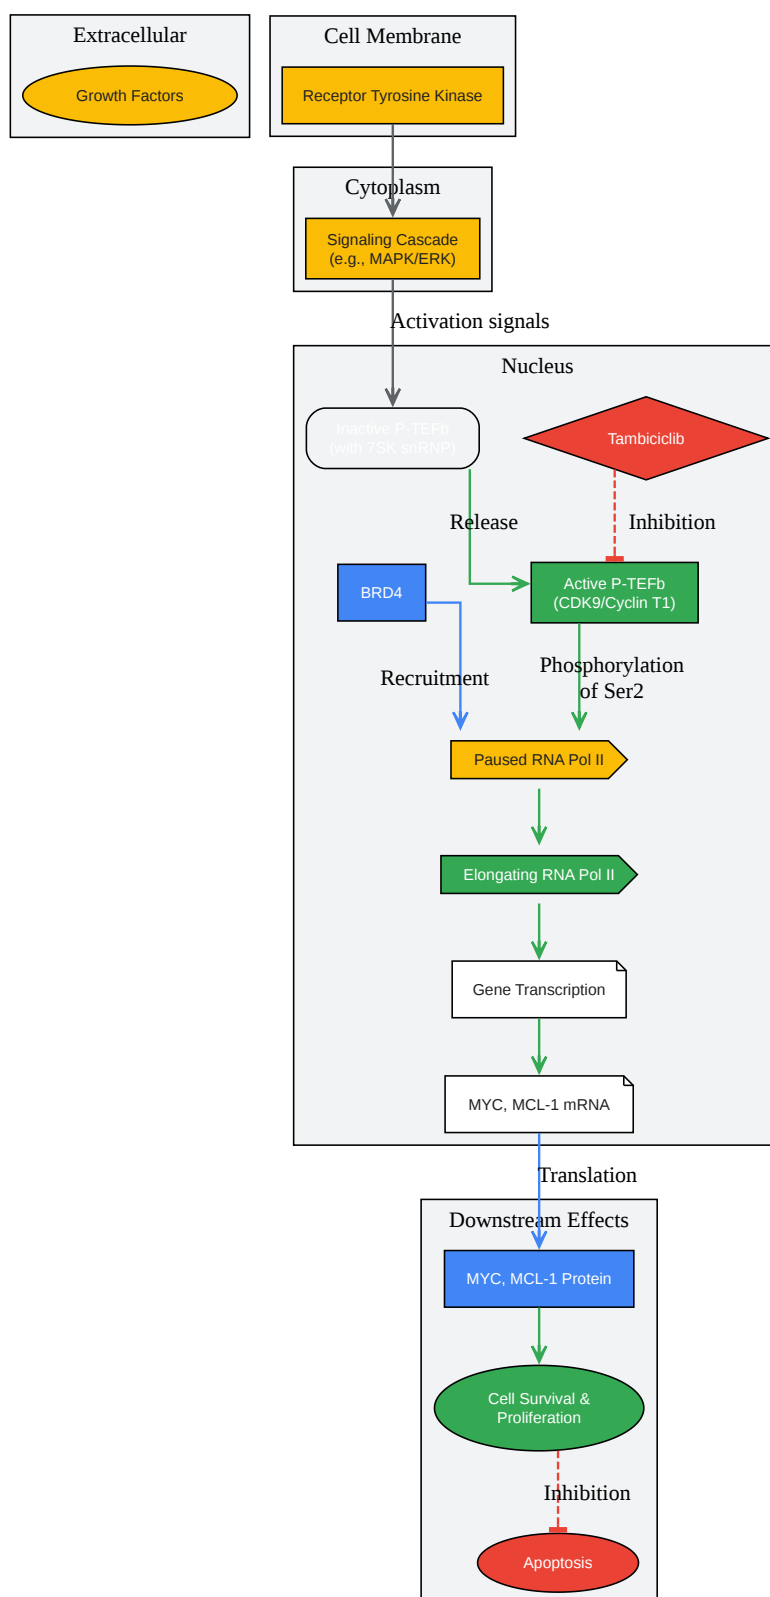 Extracellular
Growth Factors
Cell Membrane
Receptor Tyrosine Kinase
Cytoplasm
Signaling Cascade
(e.g., MAPK/ERK)
Activation signals
Nucleus
Inactive P-TEFb
(with 7SK snRNP)
Tambiciclib
Release
Inhibition
BRD4
Active P-TEFb
(CDK9/Cyclin T1)
Recruitment
Phosphorylation
of Ser2
Paused RNA Pol II
Elongating RNA Pol II
Gene Transcription
MYC, MCL-1 mRNA
Translation
Downstream Effects
MYC, MCL-1 Protein
Cell Survival &
Proliferation
Inhibition
Apoptosis